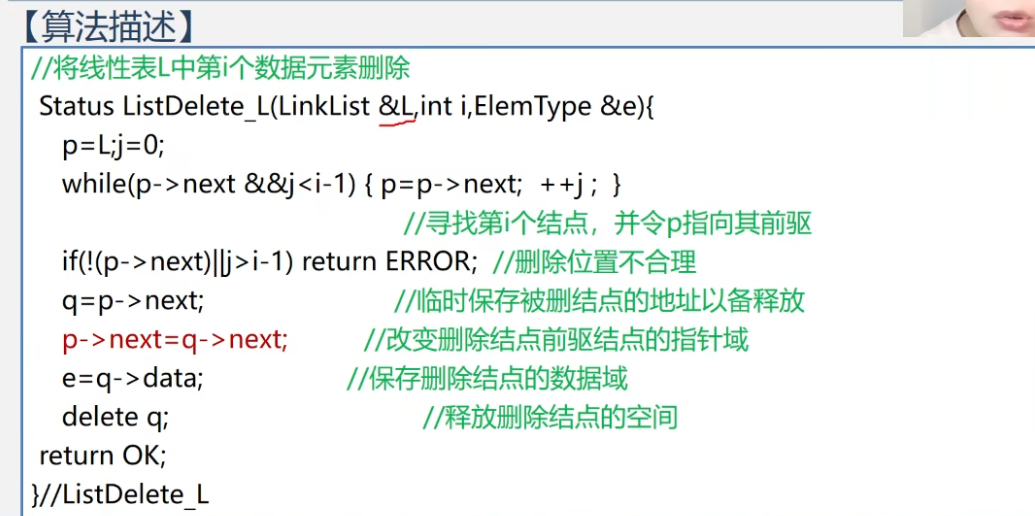 【算法描述】
//将线性表L中第i个数据元素删除
Status ListDelete_L(LinkList &L,int i,ElemType &e){
p=L;j=0;
while(p->next &&j<i-1) { p=p->next; ++j ; }
//寻找第i个结点，并令p指向其前驱
if(!(p->next)||j>i-1) return ERROR; //删除位置不合理
q=p->next; //临时保存被删结点的地址以备释放
p->next=q->next; //改变删除结点前驱结点的指针域
e=q->data; //保存删除结点的数据域
delete q; //释放删除结点的空间
return OK;
}//ListDelete_L